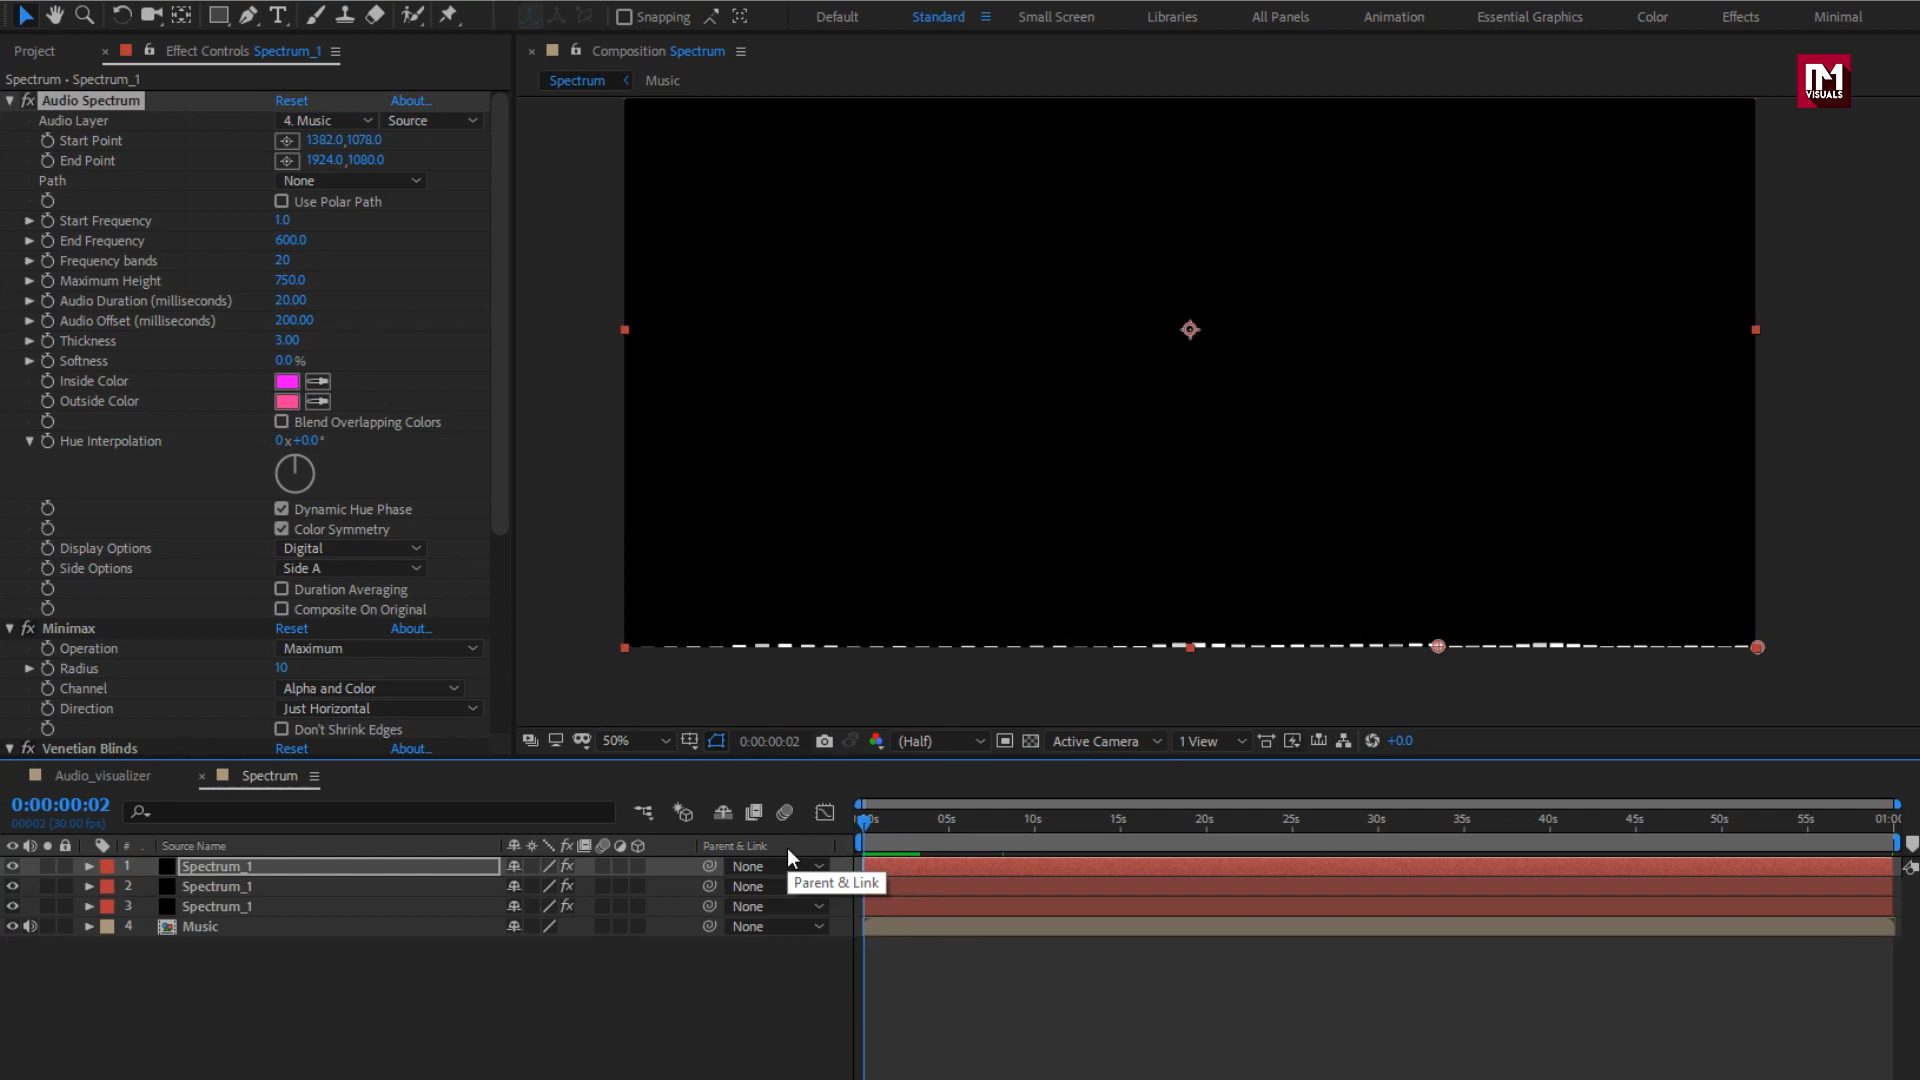 Snapping
Default
Standard
Small Screen
Libraries
All Panels
Animation
Essential Graphics
Color
Effects
Minimal
Project
Effect Controls Spectrum_1
Composition Spectrum
Spectrum • Spectrum_1
Spectrum
Music
M
VISUALS
fx Audio Spectrum Reset About...
Audio Layer 4. Music Source
Start Point 1382.0,1078.0
End Point 1924.0,1080.0
Path None
Use Polar Path
Start Frequency 1.0
End Frequency 600.0
Frequency bands 20
Maximum Height 750.0
Audio Duration (milliseconds) 20.00
Audio Offset (milliseconds) 200.00
Thickness 3.00
Softness 0.0 %
Inside Color
Outside Color
Blend Overlapping Colors
Hue Interpolation 0x+0.0°
Dynamic Hue Phase
Color Symmetry
Display Options Digital
Side Options Side A
Duration Averaging
Composite On Original
fx Minimax Reset About...
Operation Maximum
Radius 10
Channel Alpha and Color
Direction Just Horizontal
Don't Shrink Edges
fx Venetian Blinds Reset About...
50% 0:00:00:02 (Half) Active Camera 1 View +0.0
Audio_visualizer
Spectrum
0:00:00:02
00002 (30.00 fps)
05s 10s 15s 20s 25s 30s 35s 40s 45s 50s 55s
# Source Name fx Parent & Link
1 Spectrum_1 fx None
Parent & Link
2 Spectrum_1 fx None
3 Spectrum_1 fx None
4 Music None